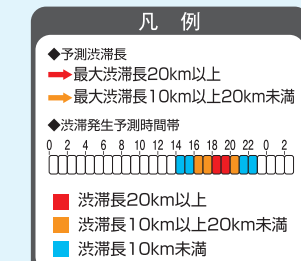 凡 例
◆予測渋滞長
最大渋滞長20km以上
最大渋滞長10km以上20km未満
◆渋滞発生予測時間帯
0 2 4 6 8 10 12 14 16 18 20 22 0 2
渋滞長20km以上
渋滞長10km以上20km未満
渋滞長10km未満